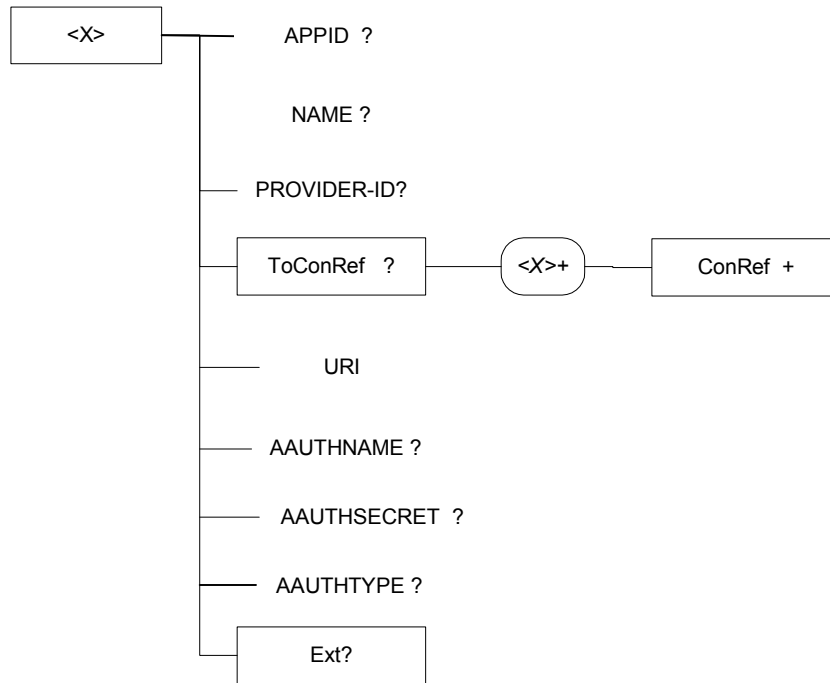 <X>
APPID ?
NAME ?
PROVIDER-ID?
ToConRef ?
<X>+
ConRef +
URI
AAUTHNAME ?
AAUTHSECRET ?
AAUTHTYPE ?
Ext?